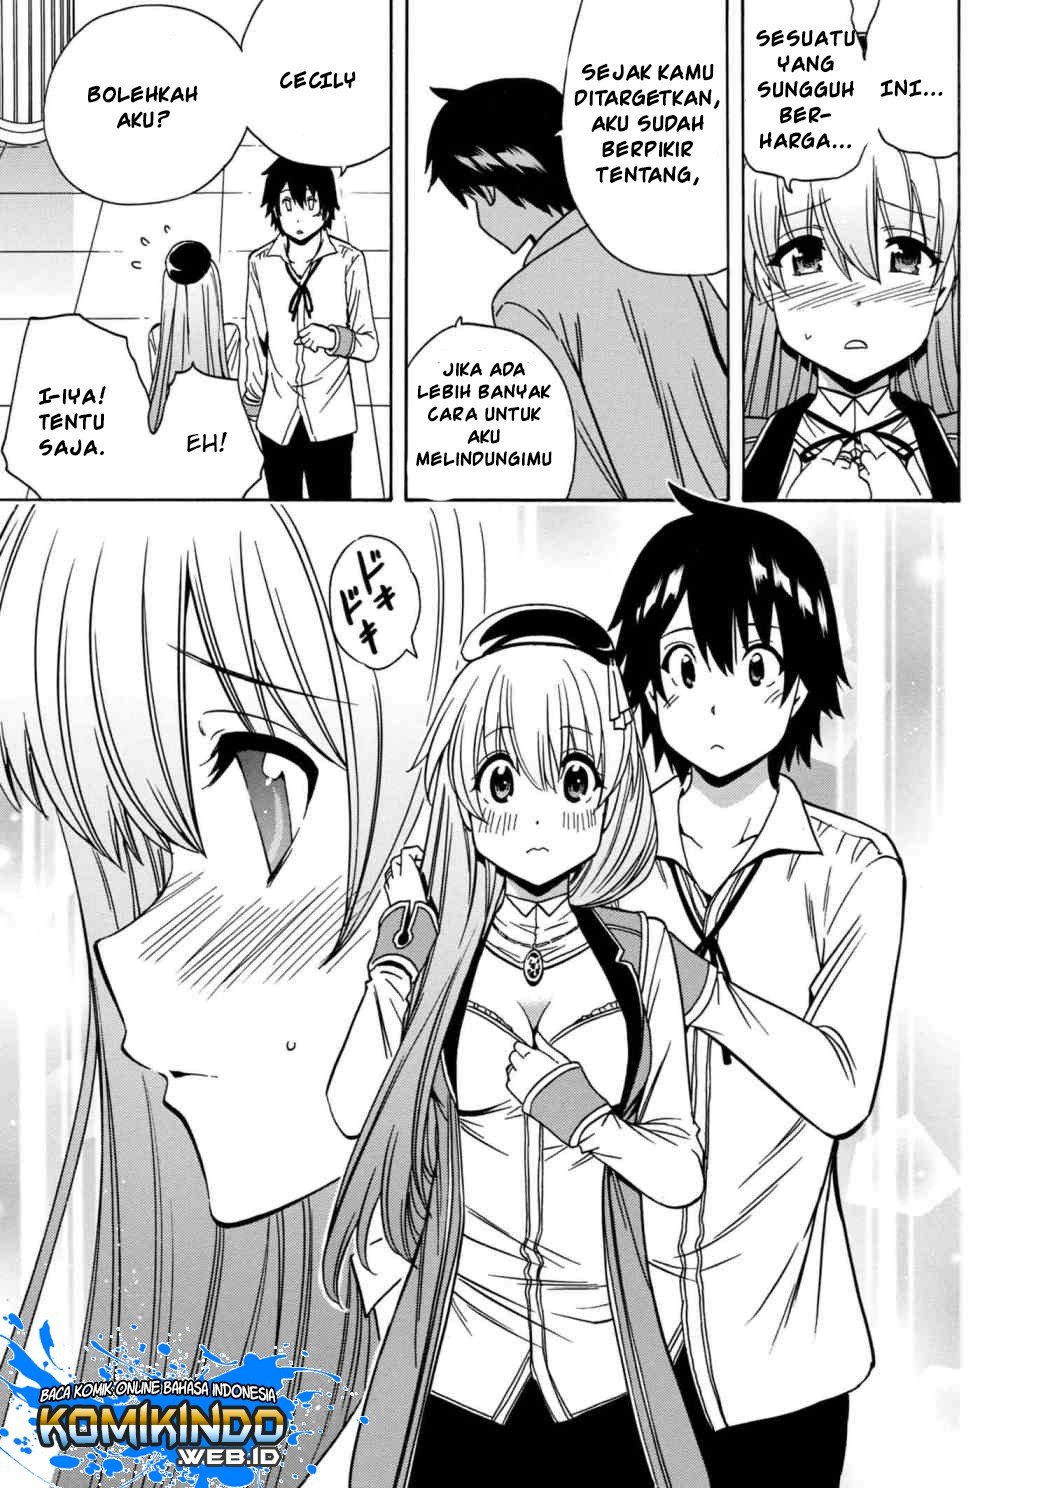 INI...
SESUATU
YANG
SUNGGUH
BER-
HARGA...
SEJAK KAMU
DITARGETKAN,
AKU SUDAH
BERPIKIR
TENTANG,
JIKA ADA
LEBIH BANYAK
CARA UNTUK
AKU
MELINDUNGIMU
CECILY
BOLEHKAH
AKU?
EH!
I-IYA!
TENTU
SAJA.
ドキ
ドキ
BACA KOMIK ONLINE BAHASA INDONESIA
KOMIKINDO
.WEB.ID